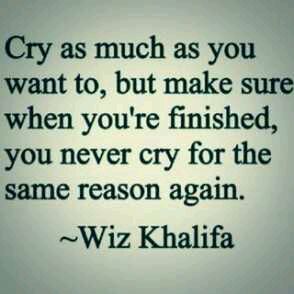 Cry as much as you
want to, but make sure
when you're finished,
you never cry for the
same reason again.
~Wiz Khalifa